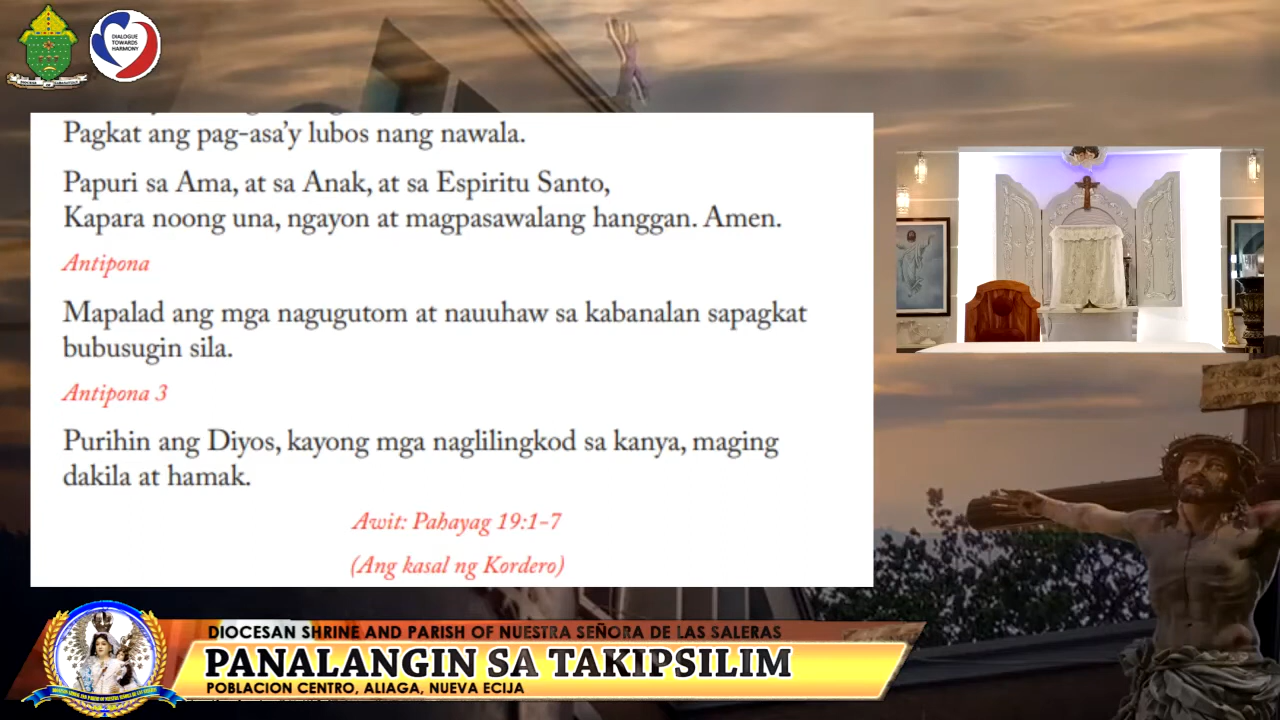 DIALOGUE
TOWARDS
HARMONY
Pagkat ang pag-asa'y lubos nang nawala.
Papuri sa Ama, at sa Anak, at sa Espiritu Santo,
Kapara noong una, ngayon at magpasawalang hanggan. Amen.
Antipona
Mapalad ang mga nagugutom at nauuhaw sa kabanalan sapagkat
bubusugin sila.
Antipona 3
Purihin ang Diyos, kayong mga naglilingkod sa kanya, maging
dakila at hamak.
Awit: Pahayag 19:1-7
(Ang kasal ng Kordero)
DIOCESAN SHRINE AND PARISH OF NUESTRA SEÑORA DE LAS SALERAS
PANALANGIN SA TAKIPSILIM
POBLACION CENTRO, ALIAGA, NUEVA ECIJA